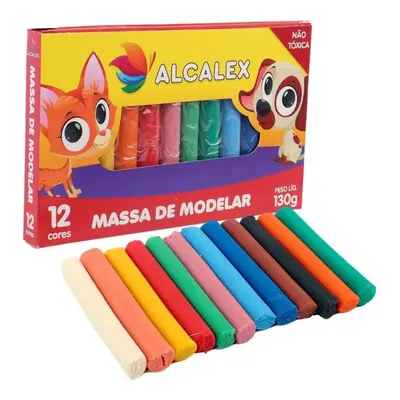 ALCALEX
NÃO
TÓXICA
MASSA DE MODELAR
12
cores
MASSA DE MODELAR
PESO LÍQ.
130g
12
cores